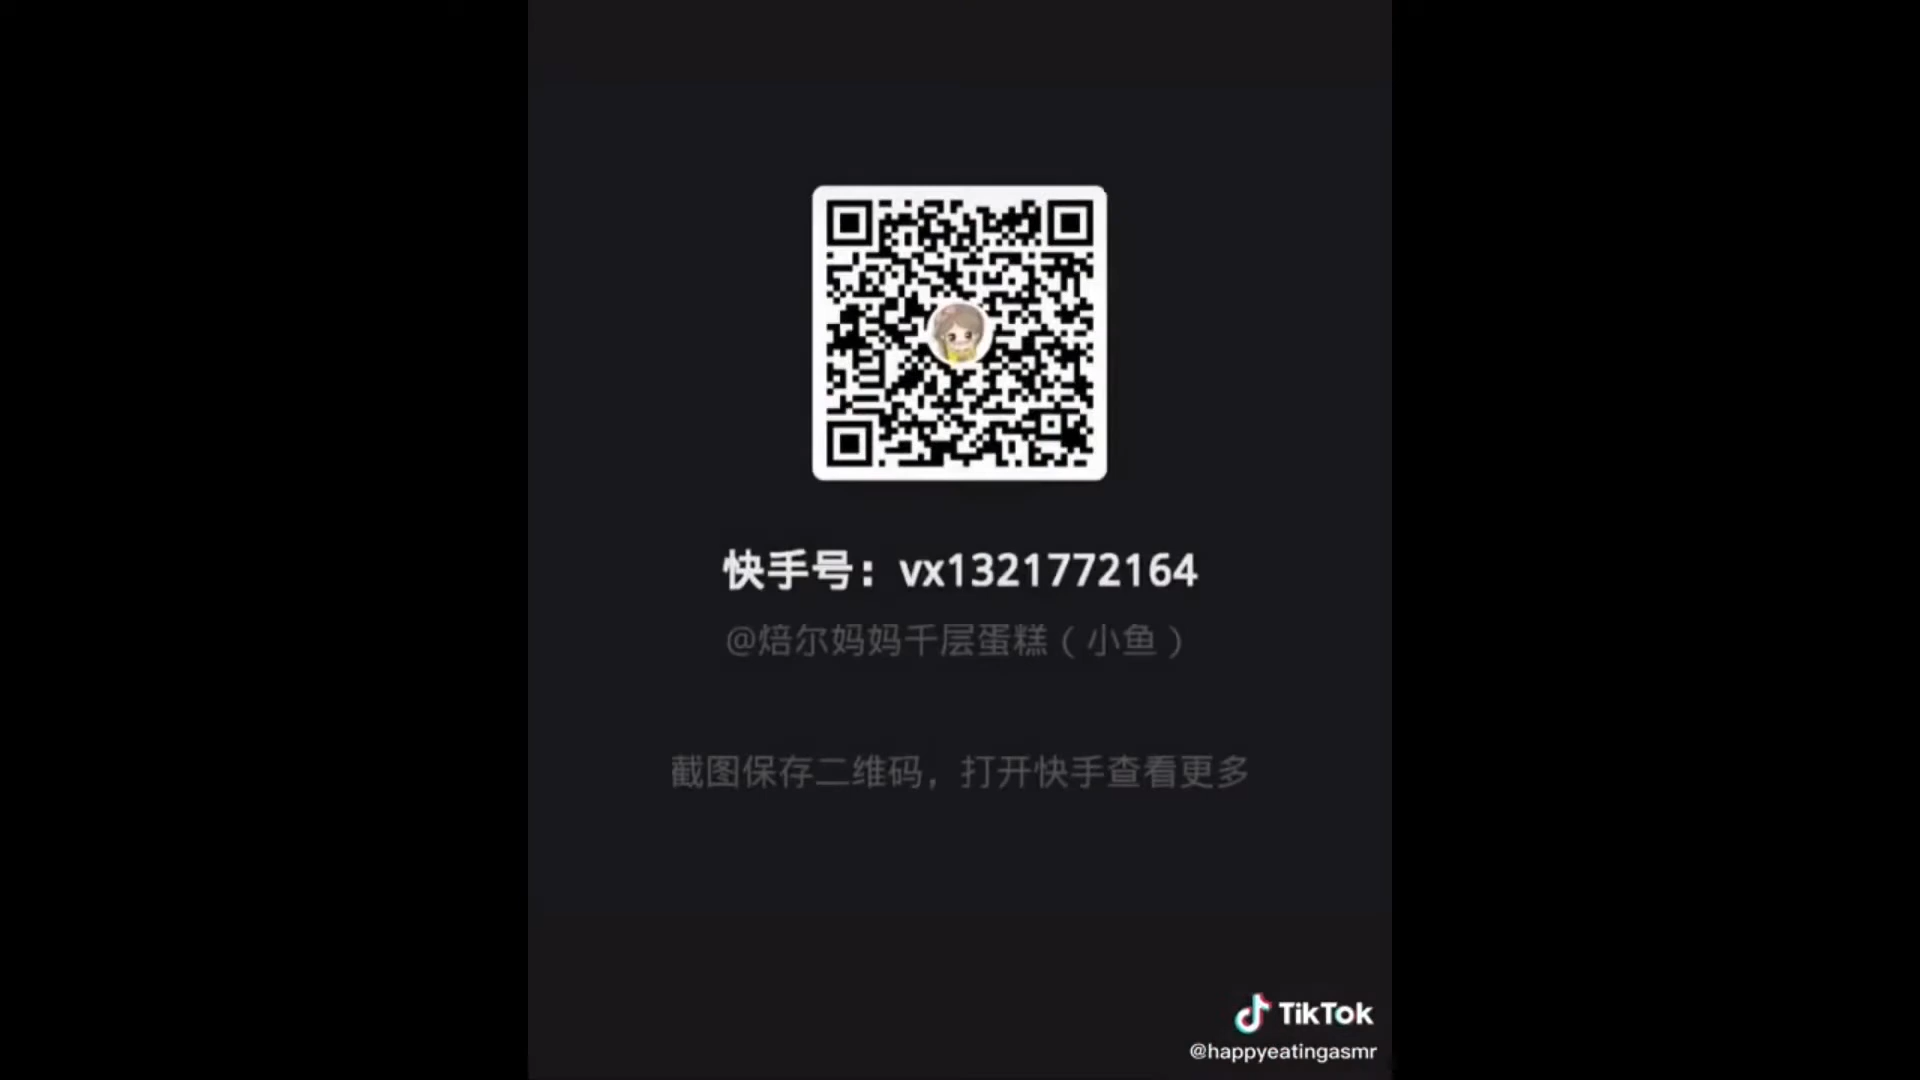 快手号：vx1321772164
@焙尔妈妈千层蛋糕（小鱼）
截图保存二维码，打开快手查看更多
TikTok
@happyeatingasmr